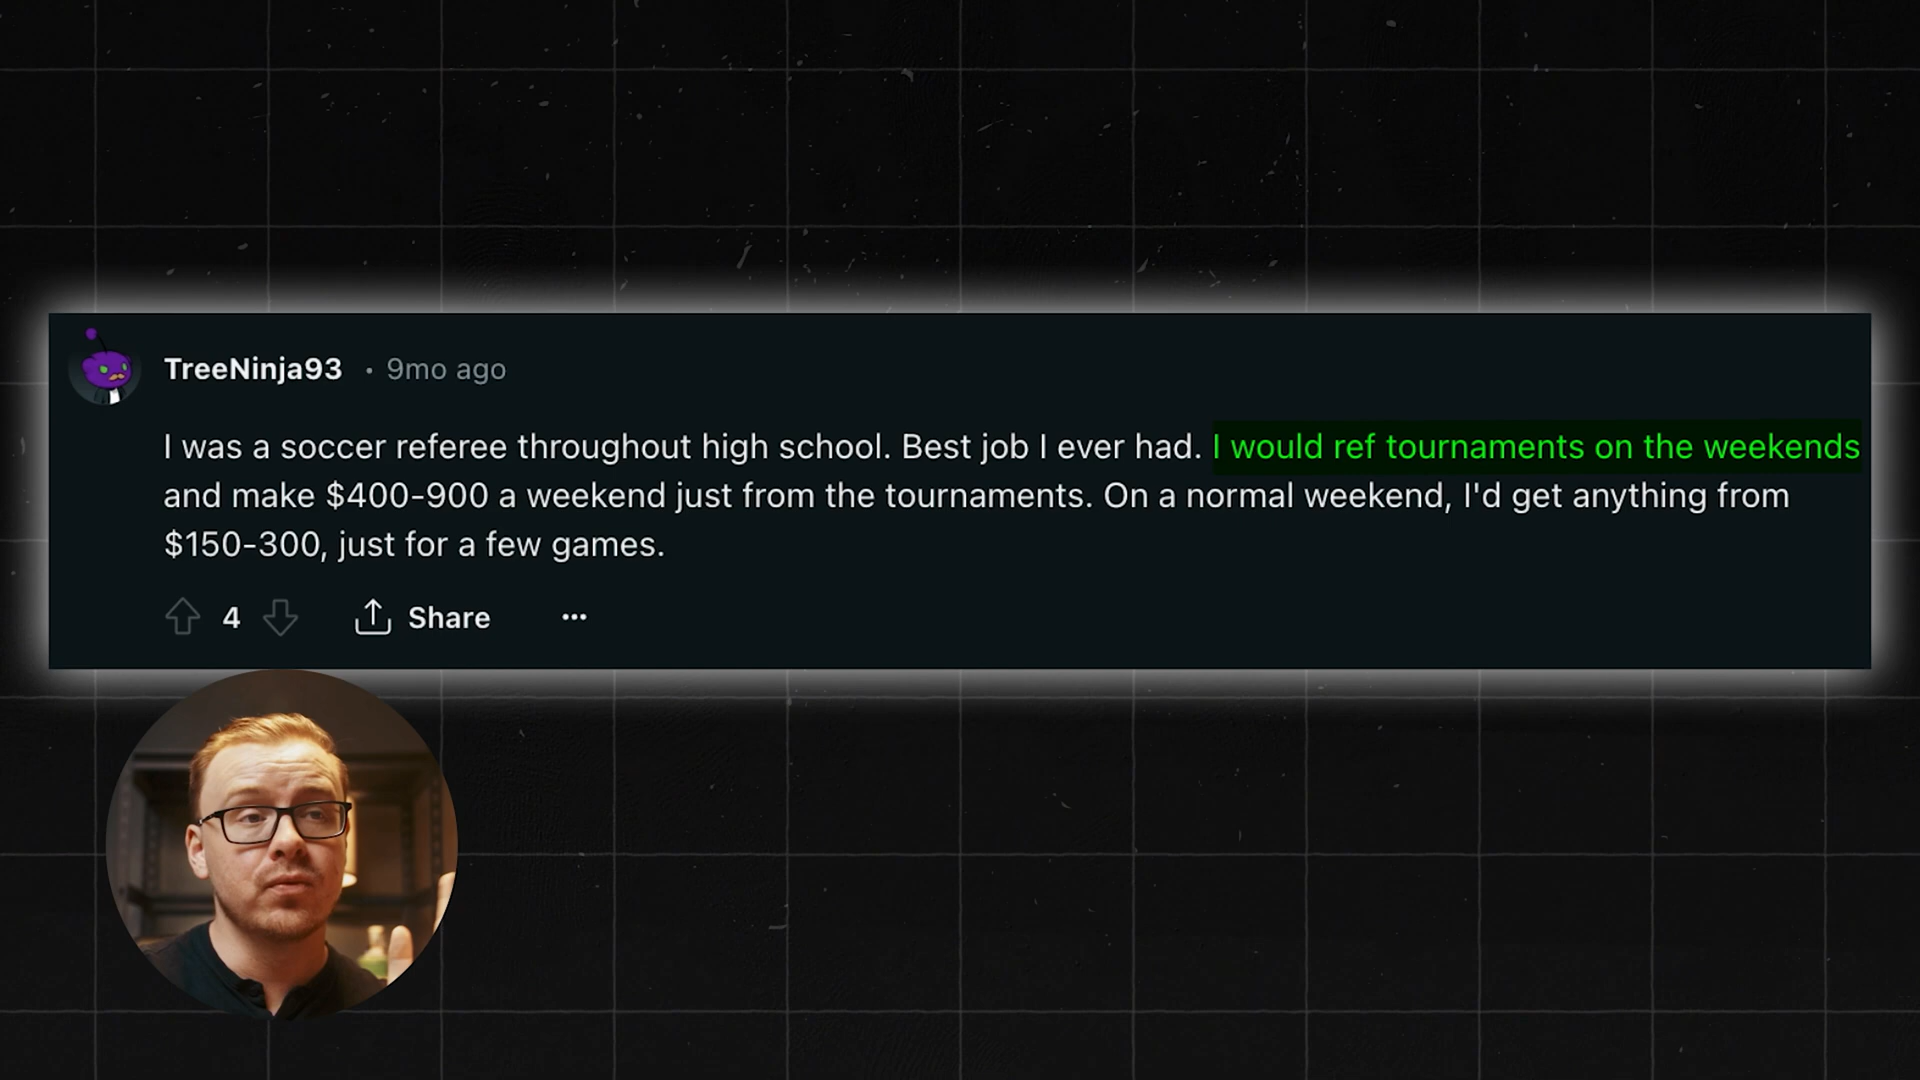 TreeNinja93 • 9mo ago
I was a soccer referee throughout high school. Best job I ever had. I would ref tournaments on the weekends
and make $400-900 a weekend just from the tournaments. On a normal weekend, I'd get anything from
$150-300, just for a few games.
4 Share ···